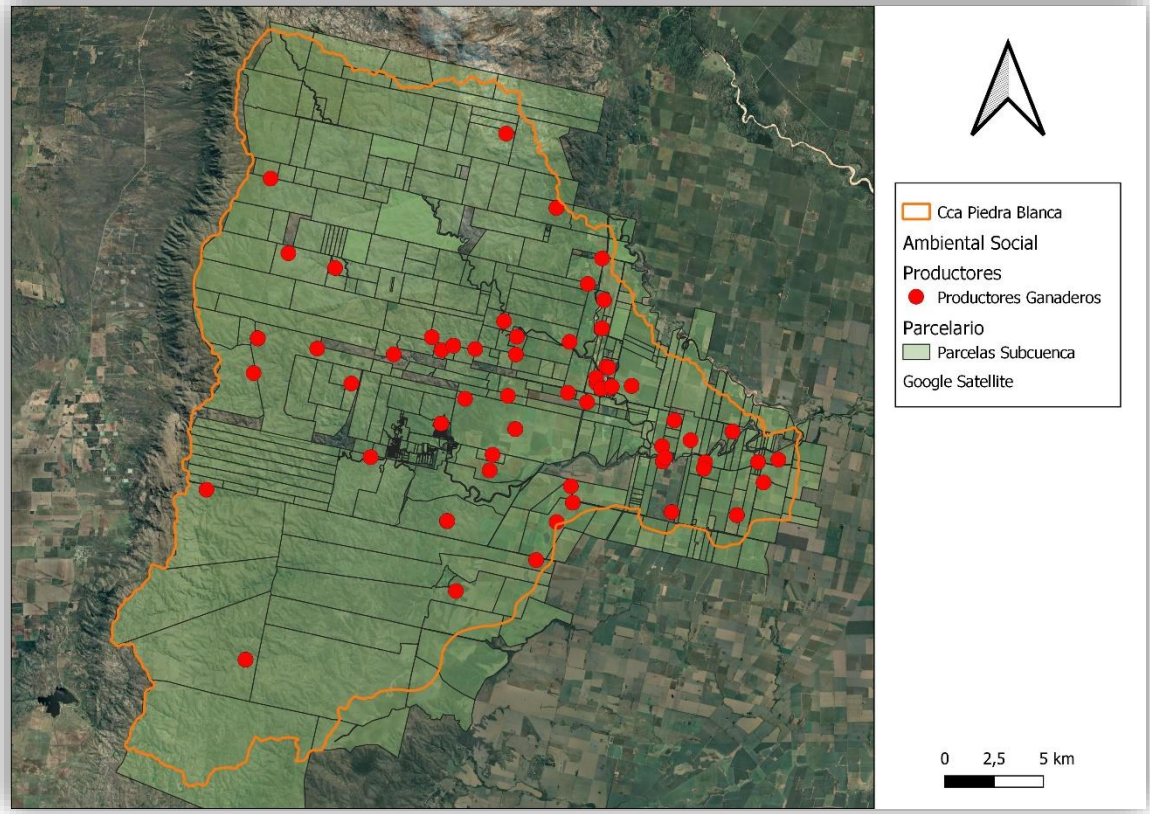 Cca Piedra Blanca
Ambiental Social
Productores
Productores Ganaderos
Parcelario
Parcelas Subcuenca
Google Satellite
0 2,5 5 km